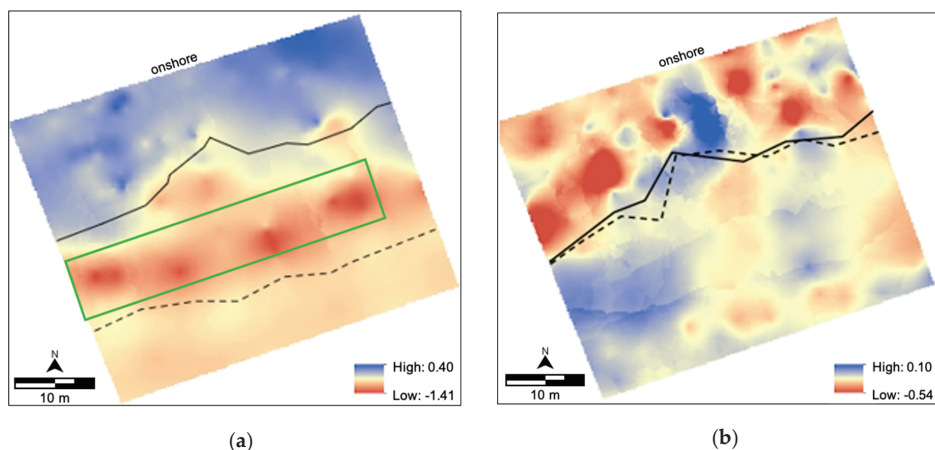 onshore
N
10 m
High: 0.40
Low: -1.41
(a)
onshore
N
10 m
High: 0.10
Low: -0.54
(b)